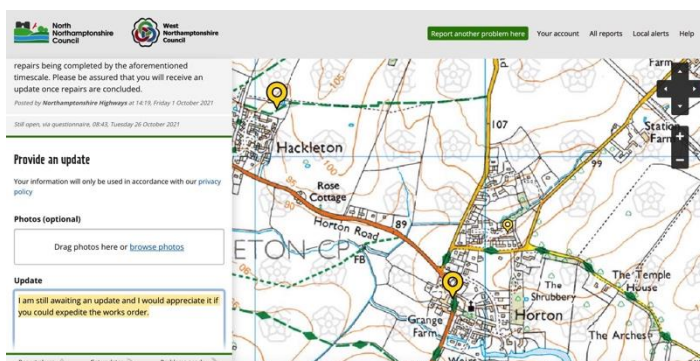 North
Northamptonshire
Council
West
Northamptonshire
Council
Report another problem here
Your account
All reports
Local alerts
Help
repairs being completed by the aforementioned
timescale. Please be assured that you will receive an
update once repairs are concluded.
Posted by Northamptonshire Highways at 14:19, Friday 1 October 2021
Still open, via questionnaire, 08:43, Tuesday 26 October 2021
Provide an update
Your information will only be used in accordance with our privacy
policy
Photos (optional)
Drag photos here or browse photos
Update
I am still awaiting an update and I would appreciate it if
you could expedite the works order.
105
Farm
107
Station
Farm
Hackleton
100
99
Rose
Cottage
95
90
89
Horton Road
ETON CP
FB
The Temple
House
The
Shrubbery
Horton
Grange
Farm
The Arches